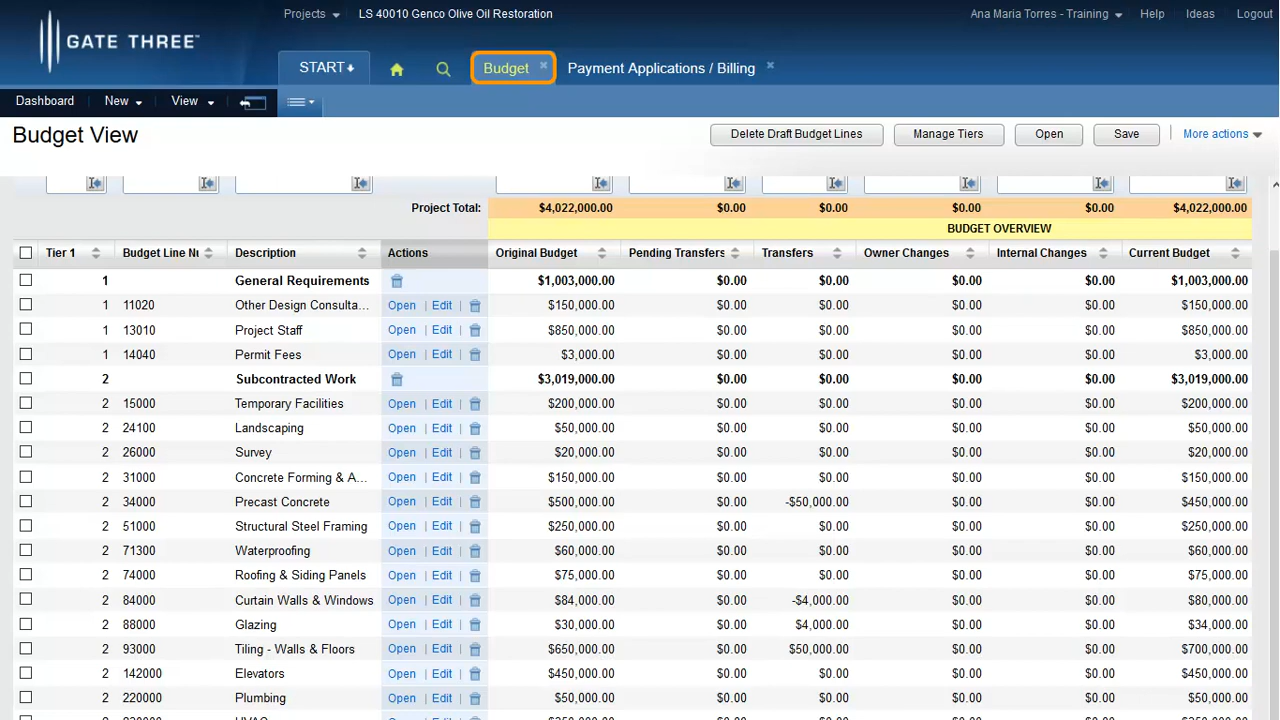 Projects LS 40010 Genco Olive Oil Restoration Ana Maria Torres - Training Help Ideas Logout
GATE THREE
START Budget Payment Applications / Billing
Dashboard New View
Budget View Delete Draft Budget Lines Manage Tiers Open Save More actions
Project Total: $4,022,000.00 $0.00 $0.00 $0.00 $0.00 $4,022,000.00
BUDGET OVERVIEW
Tier 1 Budget Line Nu Description Actions Original Budget Pending Transfers Transfers Owner Changes Internal Changes Current Budget
1 General Requirements $1,003,000.00 $0.00 $0.00 $0.00 $0.00 $1,003,000.00
1 11020 Other Design Consulta... Open | Edit | $150,000.00 $0.00 $0.00 $0.00 $0.00 $150,000.00
1 13010 Project Staff Open | Edit | $850,000.00 $0.00 $0.00 $0.00 $0.00 $850,000.00
1 14040 Permit Fees Open | Edit | $3,000.00 $0.00 $0.00 $0.00 $0.00 $3,000.00
2 Subcontracted Work $3,019,000.00 $0.00 $0.00 $0.00 $0.00 $3,019,000.00
2 15000 Temporary Facilities Open | Edit | $200,000.00 $0.00 $0.00 $0.00 $0.00 $200,000.00
2 24100 Landscaping Open | Edit | $50,000.00 $0.00 $0.00 $0.00 $0.00 $50,000.00
2 26000 Survey Open | Edit | $20,000.00 $0.00 $0.00 $0.00 $0.00 $20,000.00
2 31000 Concrete Forming & A... Open | Edit | $150,000.00 $0.00 $0.00 $0.00 $0.00 $150,000.00
2 34000 Precast Concrete Open | Edit | $500,000.00 $0.00 -$50,000.00 $0.00 $0.00 $450,000.00
2 51000 Structural Steel Framing Open | Edit | $250,000.00 $0.00 $0.00 $0.00 $0.00 $250,000.00
2 71300 Waterproofing Open | Edit | $60,000.00 $0.00 $0.00 $0.00 $0.00 $60,000.00
2 74000 Roofing & Siding Panels Open | Edit | $75,000.00 $0.00 $0.00 $0.00 $0.00 $75,000.00
2 84000 Curtain Walls & Windows Open | Edit | $84,000.00 $0.00 -$4,000.00 $0.00 $0.00 $80,000.00
2 88000 Glazing Open | Edit | $30,000.00 $0.00 $4,000.00 $0.00 $0.00 $34,000.00
2 93000 Tiling - Walls & Floors Open | Edit | $650,000.00 $0.00 $50,000.00 $0.00 $0.00 $700,000.00
2 142000 Elevators Open | Edit | $450,000.00 $0.00 $0.00 $0.00 $0.00 $450,000.00
2 220000 Plumbing Open | Edit | $50,000.00 $0.00 $0.00 $0.00 $0.00 $50,000.00